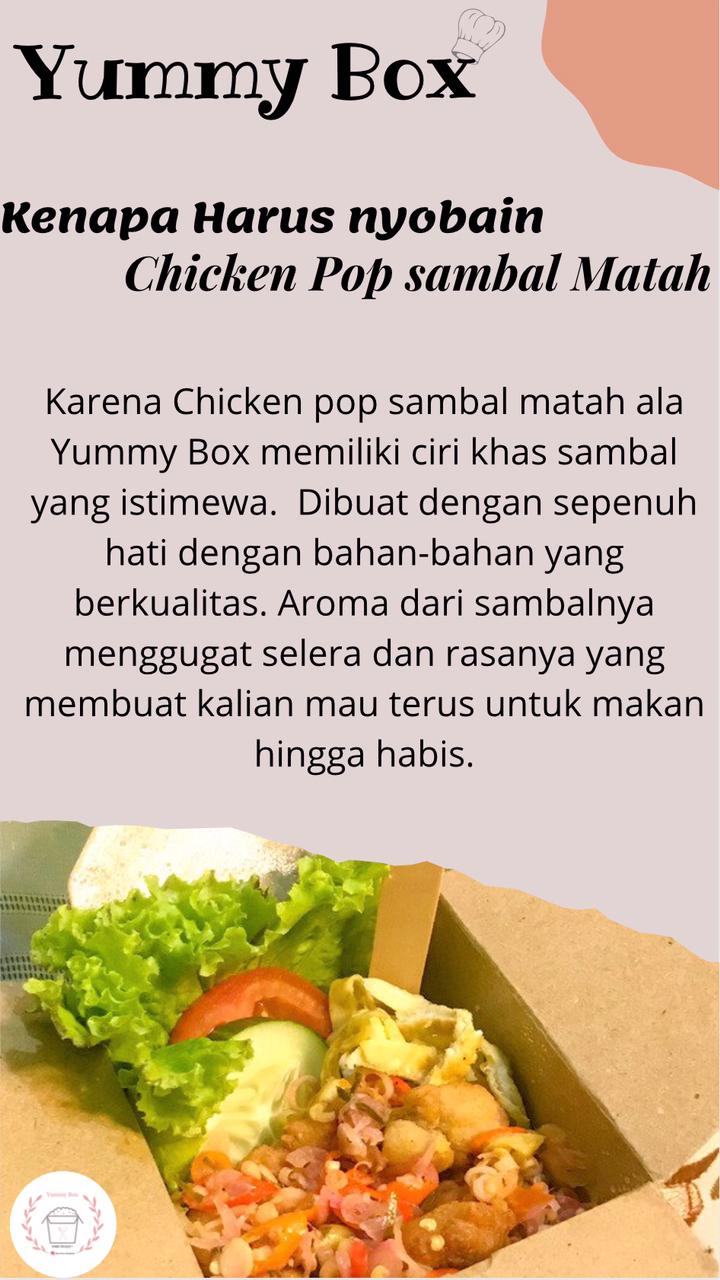 Yummy Box
Kenapa Harus nyobain
Chicken Pop sambal Matah
Karena Chicken pop sambal matah ala
Yummy Box memiliki ciri khas sambal
yang istimewa.  Dibuat dengan sepenuh
hati dengan bahan-bahan yang
berkualitas. Aroma dari sambalnya
menggugat selera dan rasanya yang
membuat kalian mau terus untuk makan
hingga habis.
Yummy Box